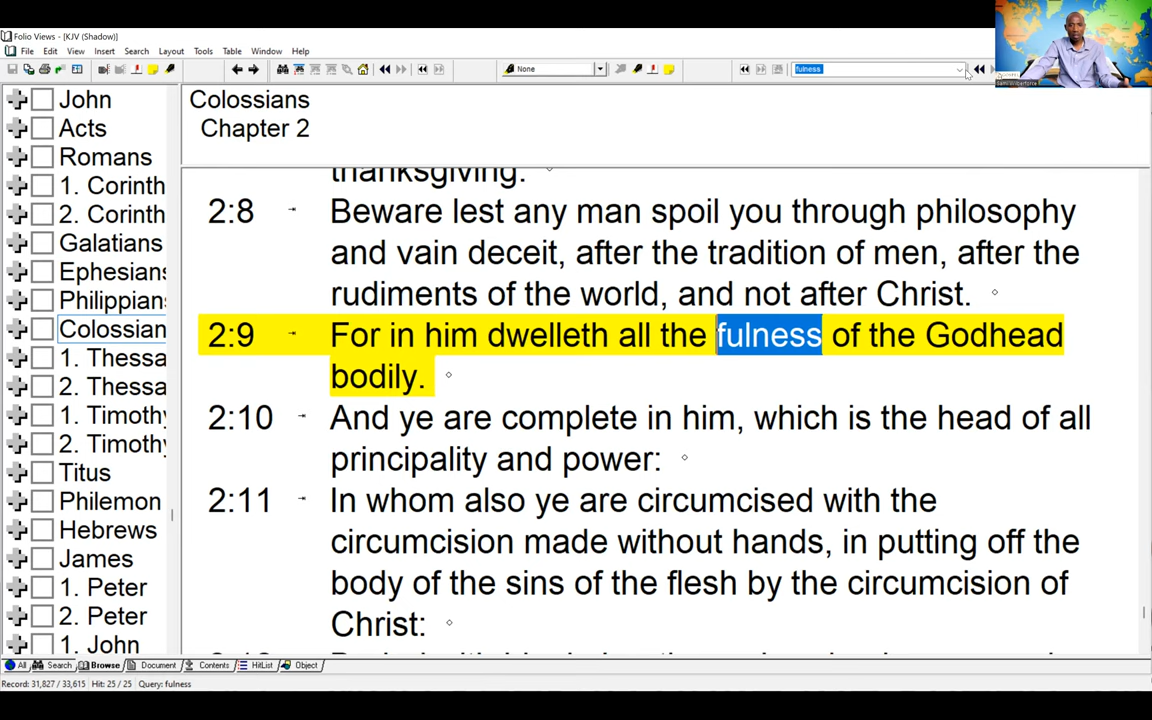 Folio Views - [KJV (Shadow)]
File Edit View Insert Search Layout Tools Table Window Help
None
fulness
John
Acts
Romans
1. Corinth
2. Corinth
Galatians
Ephesians
Philippians
Colossian
1. Thessa
2. Thessa
1. Timothy
2. Timothy
Titus
Philemon
Hebrews
James
1. Peter
2. Peter
1. John
Colossians
Chapter 2
thanksgiving.
2:8 Beware lest any man spoil you through philosophy
and vain deceit, after the tradition of men, after the
rudiments of the world, and not after Christ.
2:9 For in him dwelleth all the fulness of the Godhead
bodily.
2:10 And ye are complete in him, which is the head of all
principality and power:
2:11 In whom also ye are circumcised with the
circumcision made without hands, in putting off the
body of the sins of the flesh by the circumcision of
Christ:
All Search Browse Document Contents HitList Object
Record: 31,827 / 33,615 Hit: 25 / 25 Query: fulness